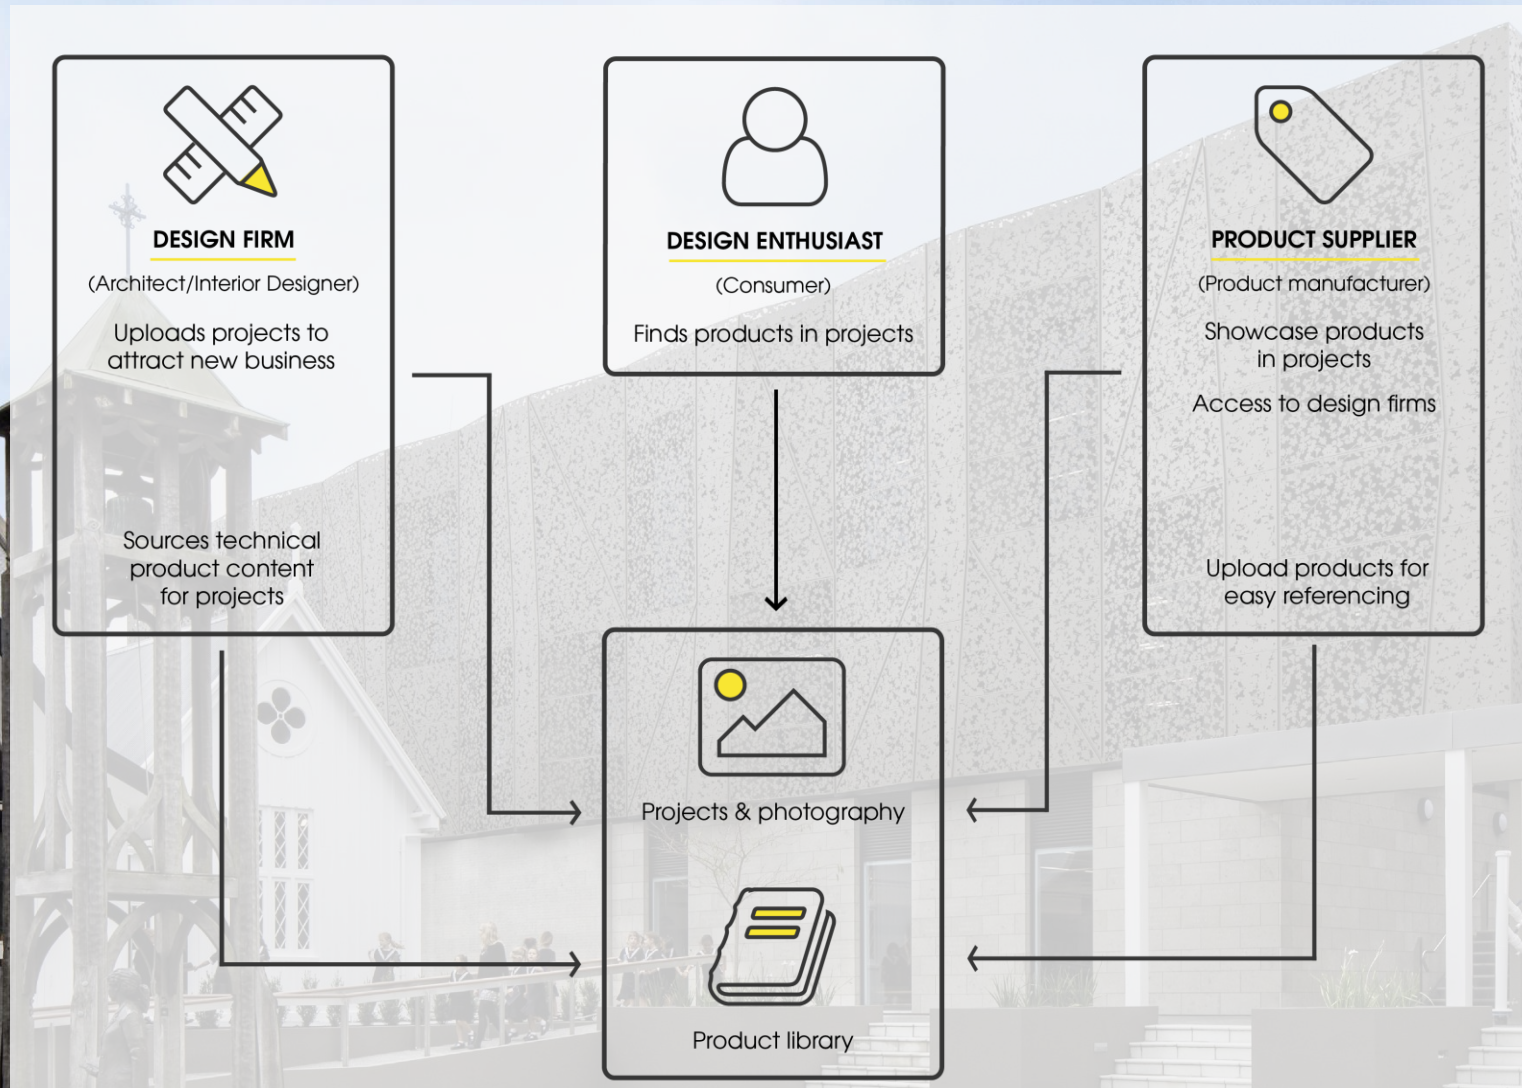 DESIGN FIRM
(Architect/Interior Designer)
Uploads projects to
attract new business
Sources technical
product content
for projects
DESIGN ENTHUSIAST
(Consumer)
Finds products in projects
PRODUCT SUPPLIER
(Product manufacturer)
Showcase products
in projects
Access to design firms
Upload products for
easy referencing
Projects & photography
Product library